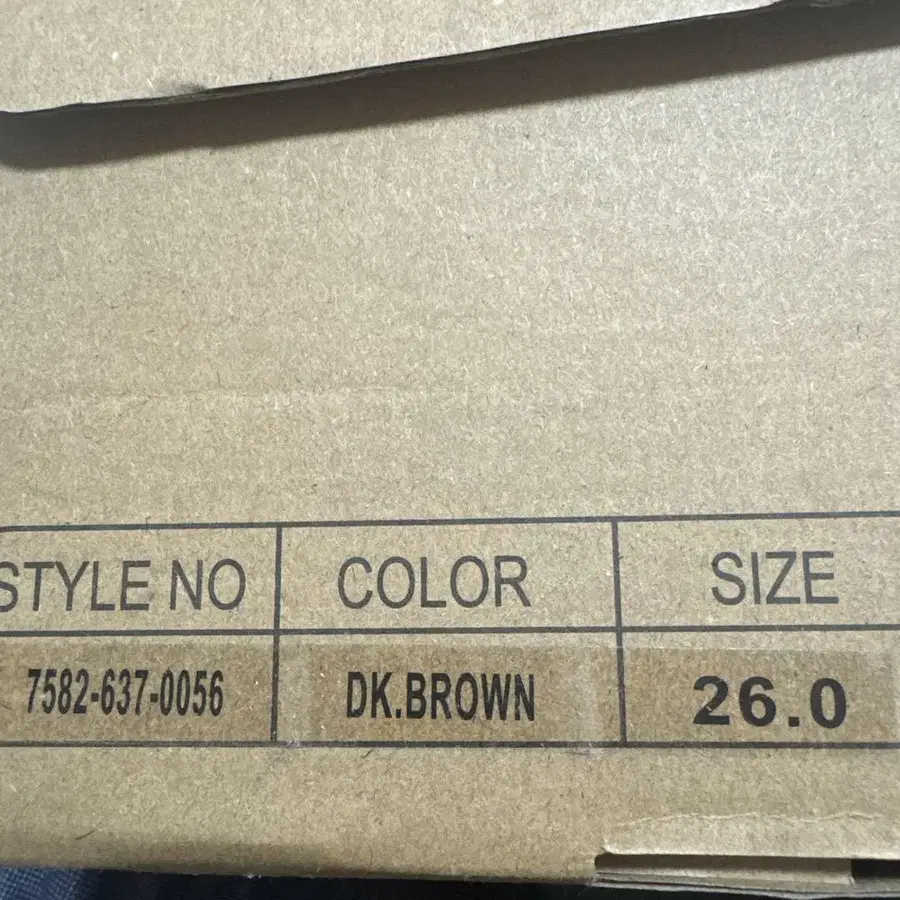 STYLE NO COLOR SIZE
7582-637-0056 DK.BROWN 26.0